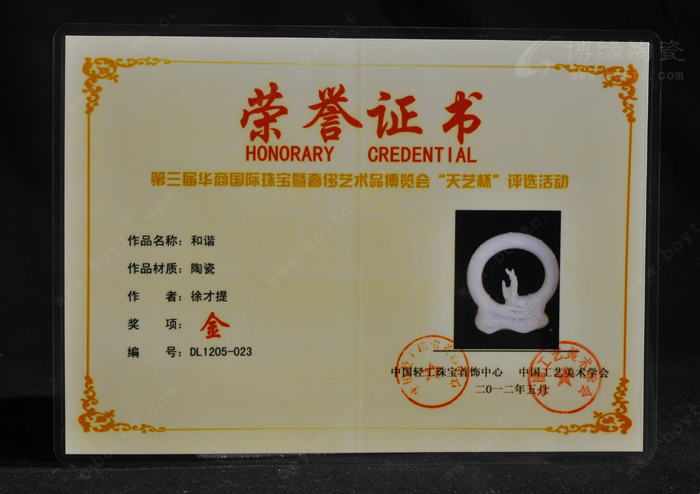 博缘陶瓷
荣誉证书
HONORARY CREDENTIAL
第三届华商国际珠宝暨奢侈艺术品博览会“天艺杯”评选活动
作品名称：和谐
作品材质：陶瓷
作 者：徐才提
奖 项：金
编 号：DL1205-023
中国轻工珠宝首饰中心 中国工艺美术学会
二〇一二年五月